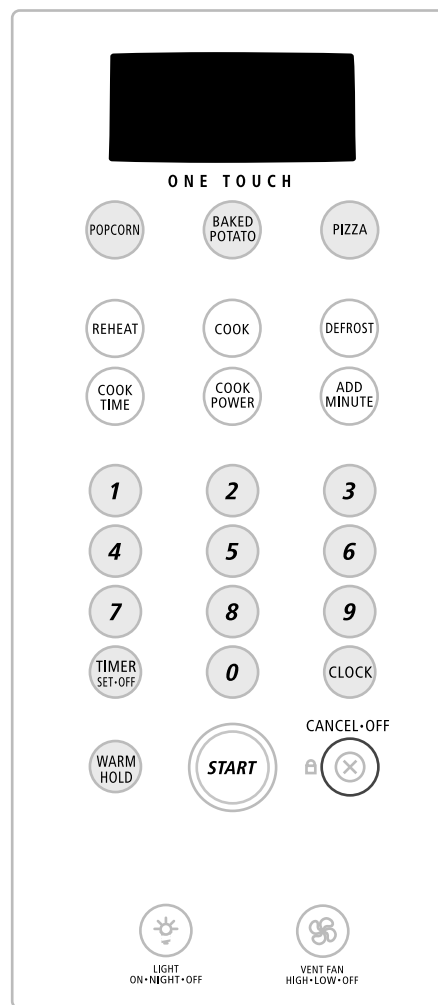 ONE TOUCH
POPCORN
BAKED
POTATO
PIZZA
REHEAT
COOK
DEFROST
COOK
TIME
COOK
POWER
ADD
MINUTE
1
2
3
4
5
6
7
8
9
TIMER
SET•OFF
0
CLOCK
CANCEL•OFF
WARM
HOLD
START
LIGHT
ON•NIGHT•OFF
VENT FAN
HIGH•LOW•OFF